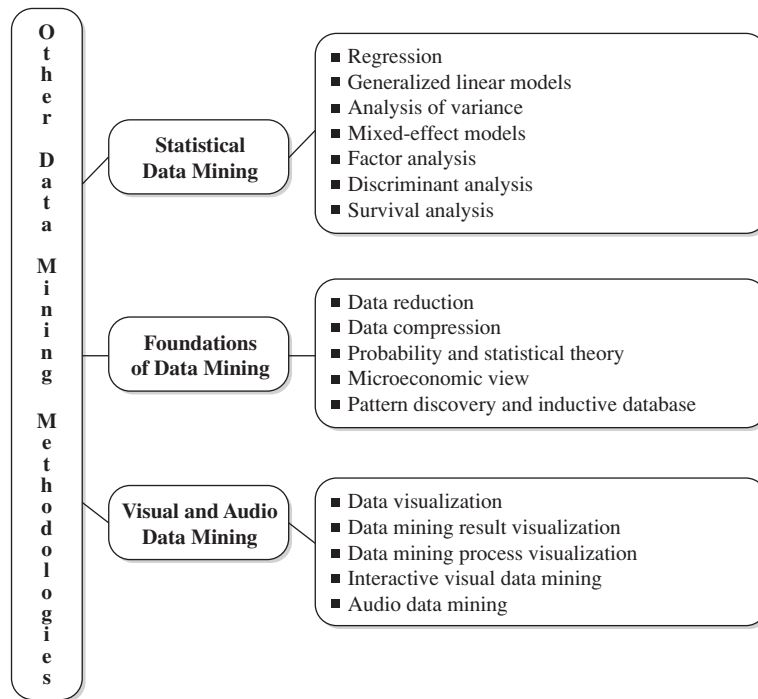 Other Data Mining Methodologies
Statistical
Data Mining
■ Regression
■ Generalized linear models
■ Analysis of variance
■ Mixed-effect models
■ Factor analysis
■ Discriminant analysis
■ Survival analysis
Foundations
of Data Mining
■ Data reduction
■ Data compression
■ Probability and statistical theory
■ Microeconomic view
■ Pattern discovery and inductive database
Visual and Audio
Data Mining
■ Data visualization
■ Data mining result visualization
■ Data mining process visualization
■ Interactive visual data mining
■ Audio data mining